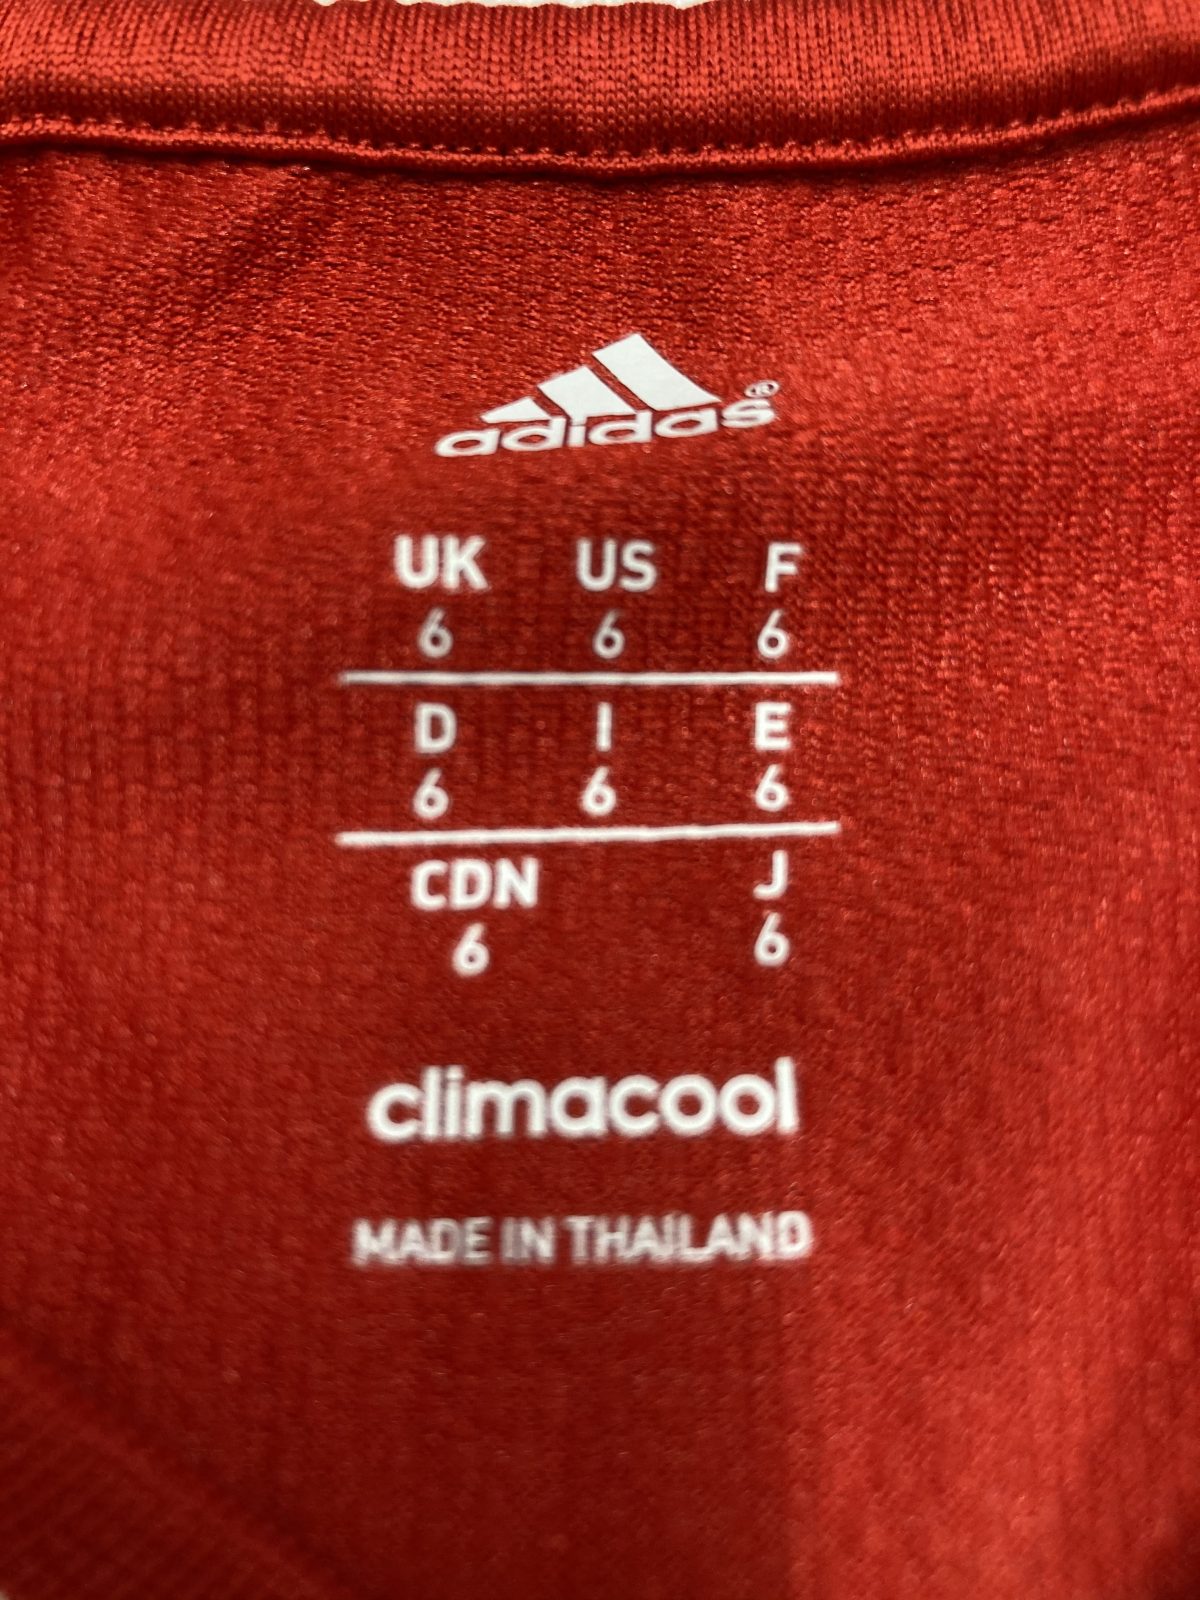 adidas®
UK US F
6 6 6
D I E
6 6 6
CDN J
6 6
climacool
MADE IN THAILAND